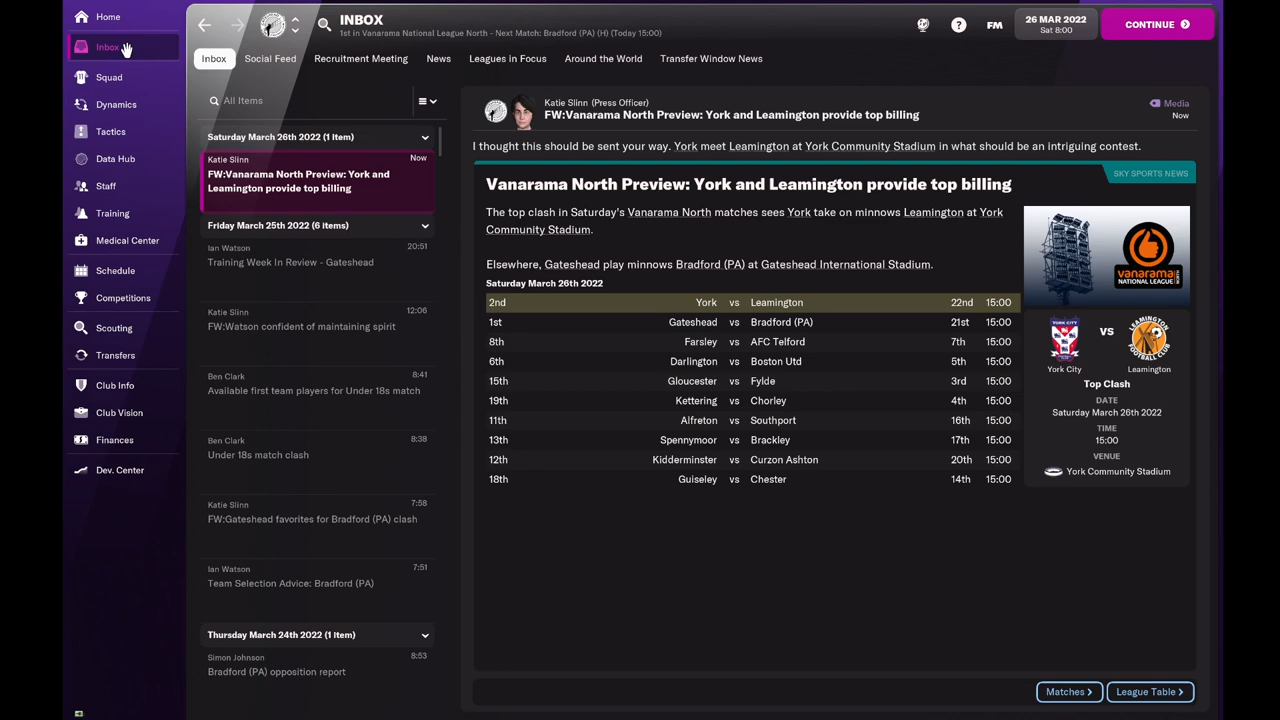 Home
Inbox
Squad
Dynamics
Tactics
Data Hub
Staff
Training
Medical Center
Schedule
Competitions
Scouting
Transfers
Club Info
Club Vision
Finances
Dev. Center
INBOX
1st in Vanarama National League North - Next Match: Bradford (PA) (H) (Today 15:00)
FM
26 MAR 2022
Sat 8:00
CONTINUE
Inbox Social Feed Recruitment Meeting News Leagues in Focus Around the World Transfer Window News
All Items
Saturday March 26th 2022 (1 Item)
Katie Slinn Now
FW:Vanarama North Preview: York and
Leamington provide top billing
Friday March 25th 2022 (6 Items)
Ian Watson 20:51
Training Week In Review - Gateshead
Katie Slinn 12:06
FW:Watson confident of maintaining spirit
Ben Clark 8:41
Available first team players for Under 18s match
Ben Clark 8:38
Under 18s match clash
Katie Slinn 7:58
FW:Gateshead favorites for Bradford (PA) clash
Ian Watson 7:51
Team Selection Advice: Bradford (PA)
Thursday March 24th 2022 (1 Item)
Simon Johnson 8:53
Bradford (PA) opposition report
Katie Slinn (Press Officer)
FW:Vanarama North Preview: York and Leamington provide top billing
Media
Now
I thought this should be sent your way. York meet Leamington at York Community Stadium in what should be an intriguing contest.
SKY SPORTS NEWS
Vanarama North Preview: York and Leamington provide top billing
The top clash in Saturday's Vanarama North matches sees York take on minnows Leamington at York
Community Stadium.
Elsewhere, Gateshead play minnows Bradford (PA) at Gateshead International Stadium.
Saturday March 26th 2022
2nd York vs Leamington 22nd 15:00
1st Gateshead vs Bradford (PA) 21st 15:00
8th Farsley vs AFC Telford 7th 15:00
6th Darlington vs Boston Utd 5th 15:00
15th Gloucester vs Fylde 3rd 15:00
19th Kettering vs Chorley 4th 15:00
11th Alfreton vs Southport 16th 15:00
13th Spennymoor vs Brackley 17th 15:00
12th Kidderminster vs Curzon Ashton 20th 15:00
18th Guiseley vs Chester 14th 15:00
vanarama
NATIONAL LEAGUE
NORTH
VS
York City Leamington
Top Clash
DATE
Saturday March 26th 2022
TIME
15:00
VENUE
York Community Stadium
Matches
League Table